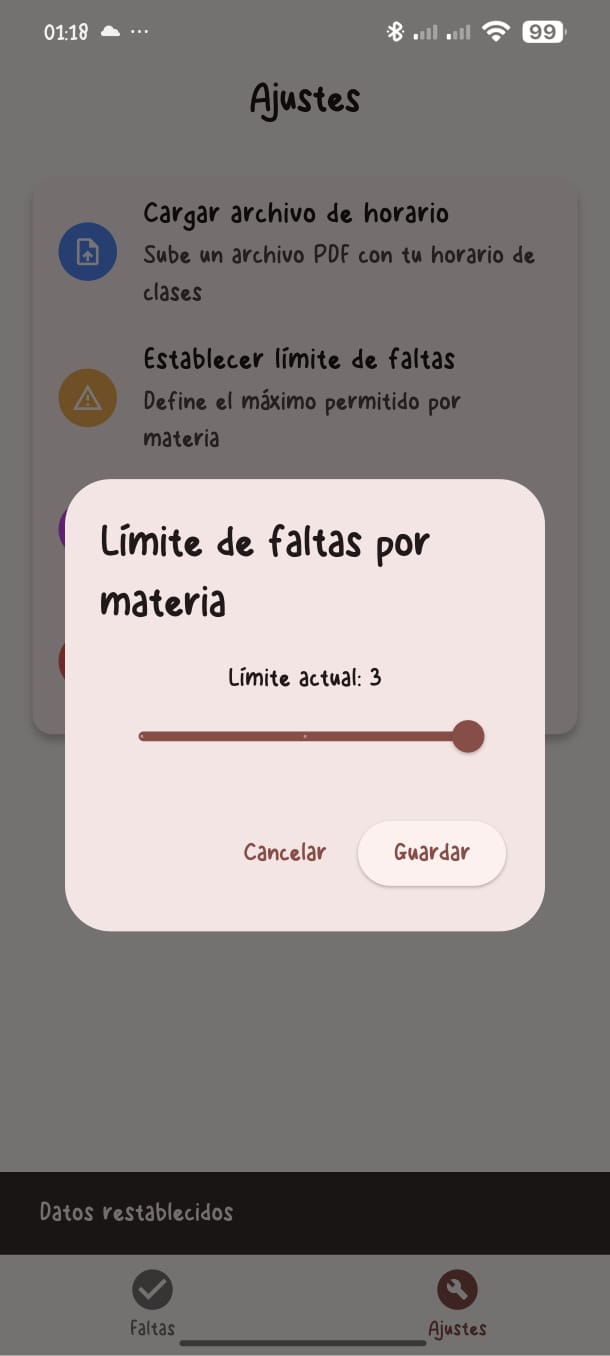 01:18
99
Ajustes
Cargar archivo de horario
Sube un archivo PDF con tu horario de
clases
Establecer límite de faltas
Define el máximo permitido por
materia
Límite de faltas por
materia
Límite actual: 3
Cancelar
Guardar
Datos restablecidos
Faltas
Ajustes